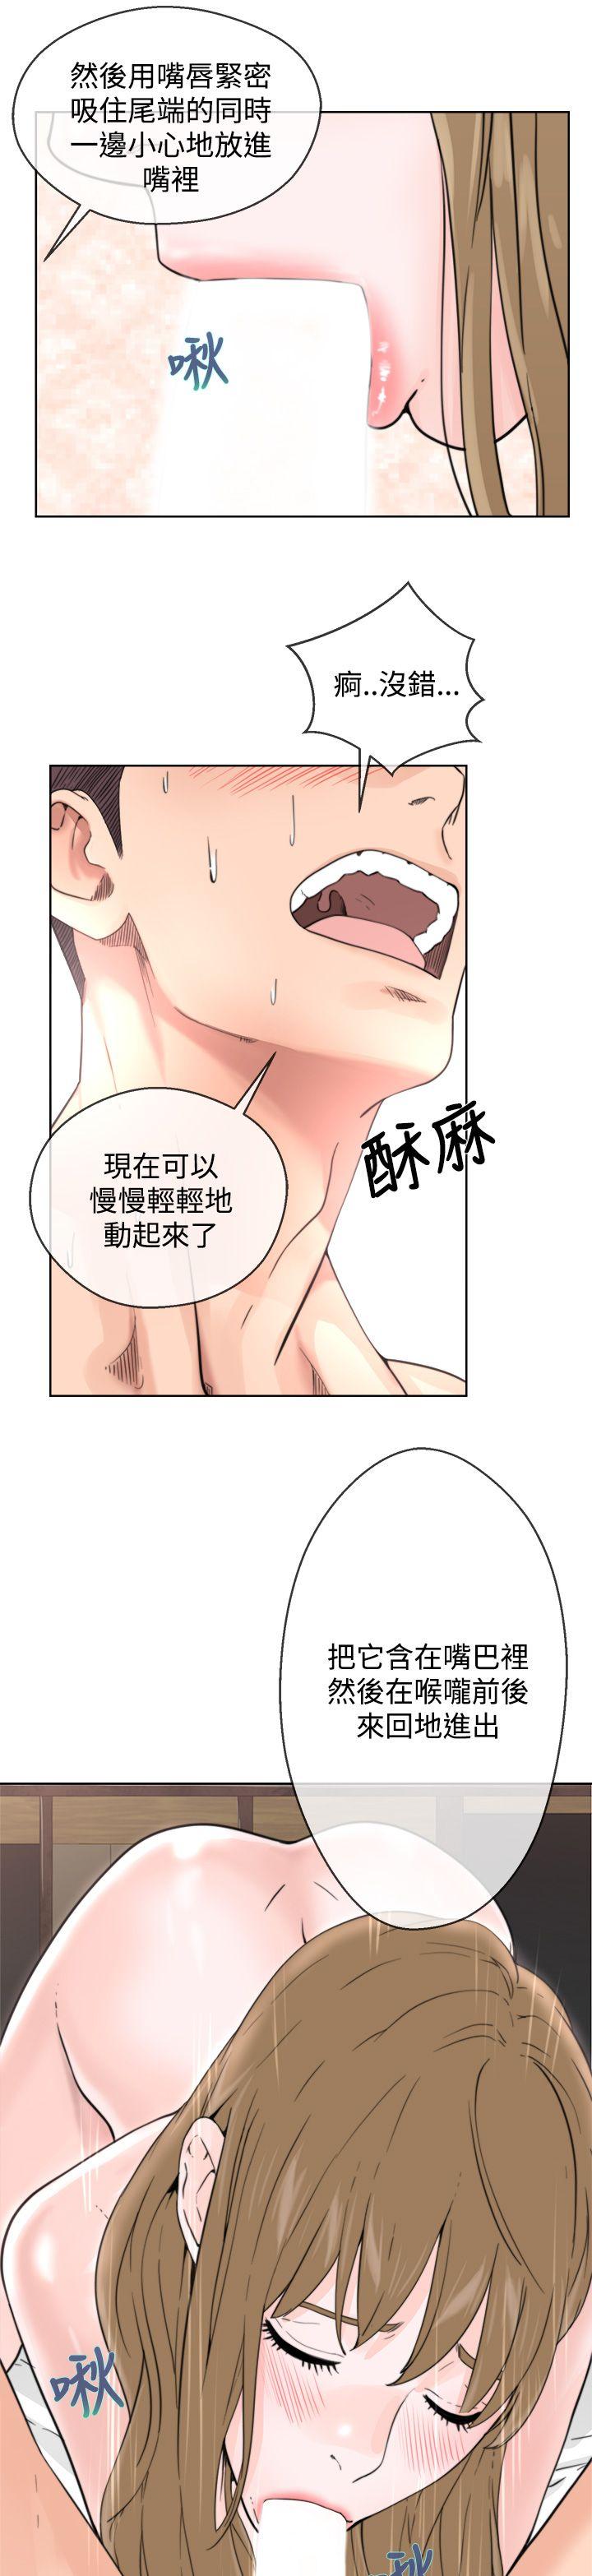 然後用嘴唇緊密
吸住尾端的同時
一邊小心地放進
嘴裡
啾
痾..沒錯...
酥麻
現在可以
慢慢輕輕地
動起來了
把它含在嘴巴裡
然後在喉嚨前後
來回地進出
啾
啾